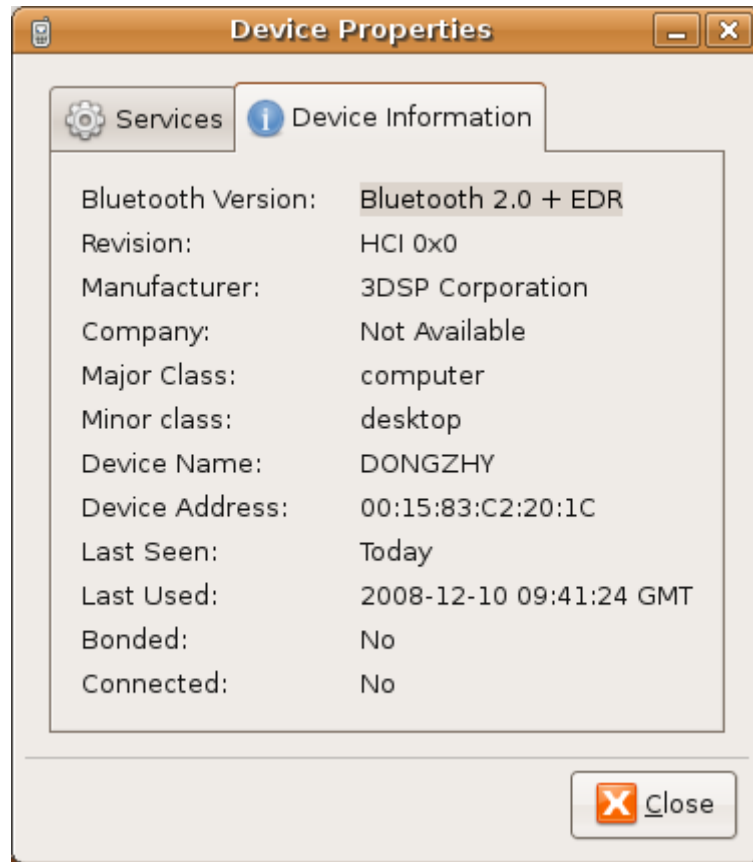 Device Properties
Services Device Information
Bluetooth Version: Bluetooth 2.0 + EDR
Revision: HCI 0x0
Manufacturer: 3DSP Corporation
Company: Not Available
Major Class: computer
Minor class: desktop
Device Name: DONGZHY
Device Address: 00:15:83:C2:20:1C
Last Seen: Today
Last Used: 2008-12-10 09:41:24 GMT
Bonded: No
Connected: No
Close